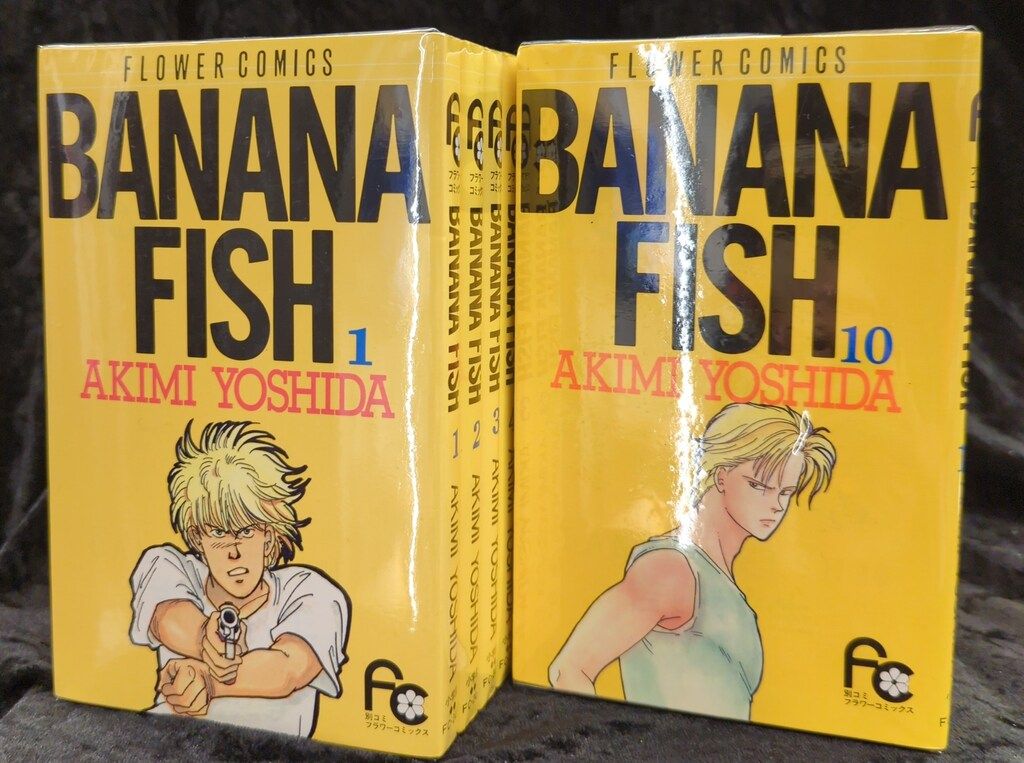 FLOWER COMICS
BANANA
FISH 1
AKIMI YOSHIDA
FC
別コミ
フラワーコミックス
BANANA FISH 1 AKIMI YOSHIDA
BANANA FISH 2 AKIMI YOSHIDA
BANANA FISH 3 AKIMI YOSHIDA
FLOWER COMICS
BANANA
FISH 10
AKIMI YOSHIDA
FC
別コミ
フラワーコミックス